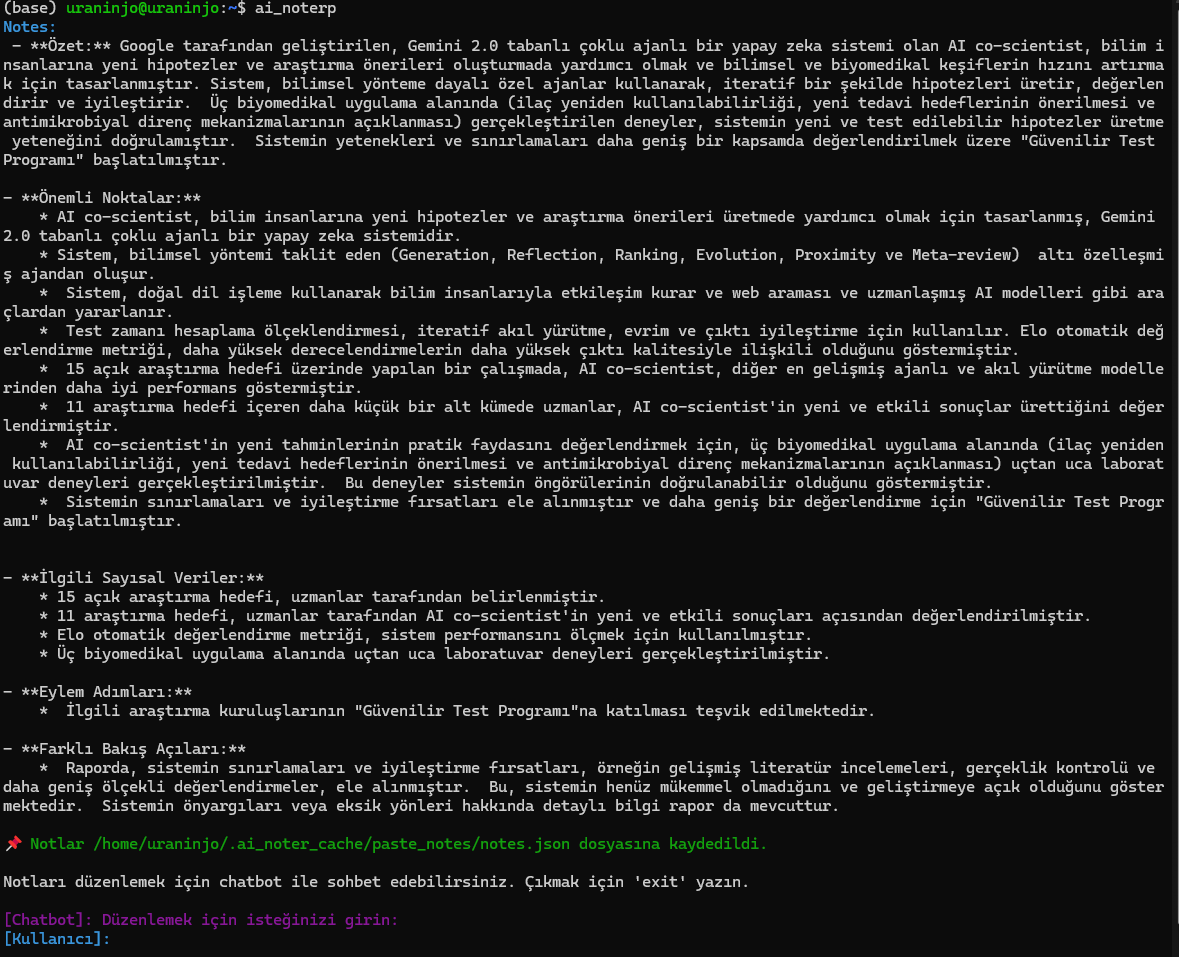 (base) uraninjo@uraninjo:~$ ai_noterp
Notes:
 - **Özet:** Google tarafından geliştirilen, Gemini 2.0 tabanlı çoklu ajanlı bir yapay zeka sistemi olan AI co-scientist, bilim i
nsanlarına yeni hipotezler ve araştırma önerileri oluşturmada yardımcı olmak ve bilimsel ve biyomedikal keşiflerin hızını artırma
k için tasarlanmıştır. Sistem, bilimsel yönteme dayalı özel ajanlar kullanarak, iteratif bir şekilde hipotezleri üretir, değerlen
dirir ve iyileştirir.  Üç biyomedikal uygulama alanında (ilaç yeniden kullanılabilirliği, yeni tedavi hedeflerinin önerilmesi ve
antimikrobiyal direnç mekanizmalarının açıklanması) gerçekleştirilen deneyler, sistemin yeni ve test edilebilir hipotezler üretme
 yeteneğini doğrulamıştır.  Sistemin yetenekleri ve sınırlamaları daha geniş bir kapsamda değerlendirilmek üzere "Güvenilir Test
Programı" başlatılmıştır.

- **Önemli Noktalar:**
    * AI co-scientist, bilim insanlarına yeni hipotezler ve araştırma önerileri üretmede yardımcı olmak için tasarlanmış, Gemini
2.0 tabanlı çoklu ajanlı bir yapay zeka sistemidir.
    * Sistem, bilimsel yöntemi taklit eden (Generation, Reflection, Ranking, Evolution, Proximity ve Meta-review)  altı özelleşmi
ş ajandan oluşur.
    *  Sistem, doğal dil işleme kullanarak bilim insanlarıyla etkileşim kurar ve web araması ve uzmanlaşmış AI modelleri gibi ara
çlardan yararlanır.
    *  Test zamanı hesaplama ölçeklendirmesi, iteratif akıl yürütme, evrim ve çıktı iyileştirme için kullanılır. Elo otomatik değ
erlendirme metriği, daha yüksek derecelendirmelerin daha yüksek çıktı kalitesiyle ilişkili olduğunu göstermiştir.
    *  15 açık araştırma hedefi üzerinde yapılan bir çalışmada, AI co-scientist, diğer en gelişmiş ajanlı ve akıl yürütme modelle
rinden daha iyi performans göstermiştir.
    *  11 araştırma hedefi içeren daha küçük bir alt kümede uzmanlar, AI co-scientist'in yeni ve etkili sonuçlar ürettiğini değer
lendirmiştir.
    *  AI co-scientist'in yeni tahminlerinin pratik faydasını değerlendirmek için, üç biyomedikal uygulama alanında (ilaç yeniden
 kullanılabilirliği, yeni tedavi hedeflerinin önerilmesi ve antimikrobiyal direnç mekanizmalarının açıklanması) uçtan uca laborat
uvar deneyleri gerçekleştirilmiştir.  Bu deneyler sistemin öngörülerinin doğrulanabilir olduğunu göstermiştir.
    *  Sistemin sınırlamaları ve iyileştirme fırsatları ele alınmıştır ve daha geniş bir değerlendirme için "Güvenilir Test Progr
amı" başlatılmıştır.

- **İlgili Sayısal Veriler:**
    * 15 açık araştırma hedefi, uzmanlar tarafından belirlenmiştir.
    * 11 araştırma hedefi, uzmanlar tarafından AI co-scientist'in yeni ve etkili sonuçları açısından değerlendirilmiştir.
    * Elo otomatik değerlendirme metriği, sistem performansını ölçmek için kullanılmıştır.
    * Üç biyomedikal uygulama alanında uçtan uca laboratuvar deneyleri gerçekleştirilmiştir.

- **Eylem Adımları:**
    *  İlgili araştırma kuruluşlarının "Güvenilir Test Programı"na katılması teşvik edilmektedir.

- **Farklı Bakış Açıları:**
    *  Raporda, sistemin sınırlamaları ve iyileştirme fırsatları, örneğin gelişmiş literatür incelemeleri, gerçeklik kontrolü ve
daha geniş ölçekli değerlendirmeler, ele alınmıştır.  Bu, sistemin henüz mükemmel olmadığını ve geliştirmeye açık olduğunu göster
mektedir.  Sistemin önyargıları veya eksik yönleri hakkında detaylı bilgi rapor da mevcuttur.

📌 Notlar /home/uraninjo/.ai_noter_cache/paste_notes/notes.json dosyasına kaydedildi.

Notları düzenlemek için chatbot ile sohbet edebilirsiniz. Çıkmak için 'exit' yazın.

[Chatbot]: Düzenlemek için isteğinizi girin:
[Kullanıcı]: